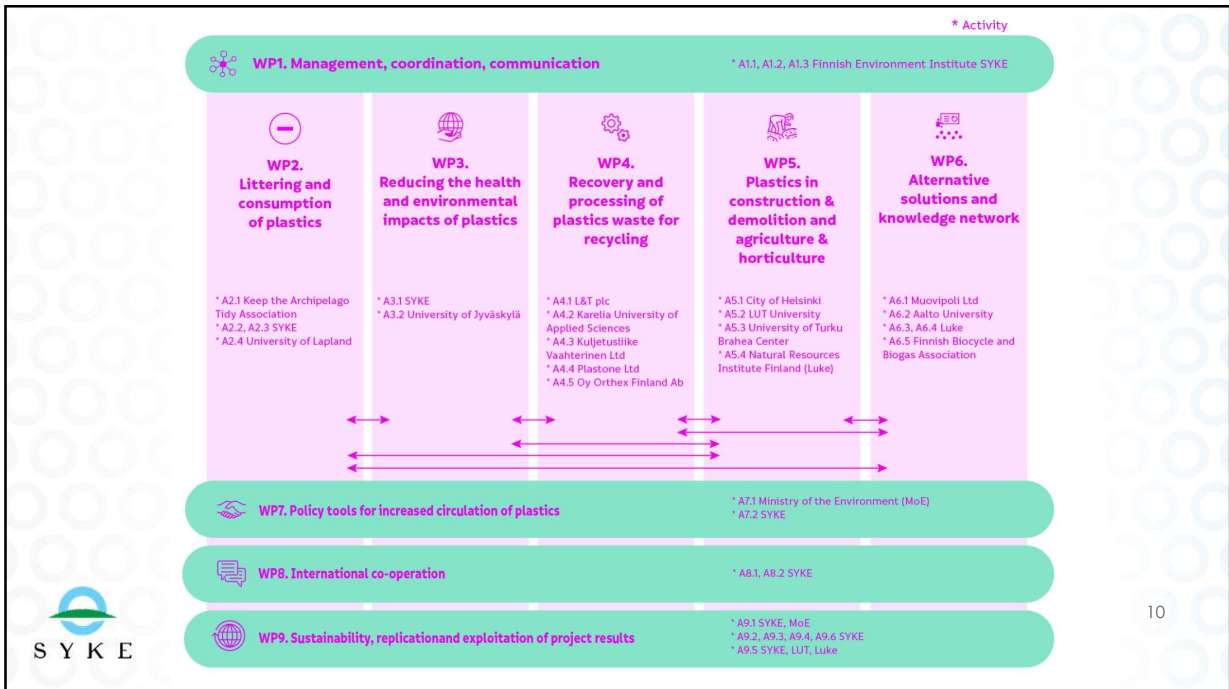 * Activity
WP1. Management, coordination, communication
* A1.1, A1.2, A1.3 Finnish Environment Institute SYKE
WP2.
Littering and
consumption
of plastics
* A2.1 Keep the Archipelago
Tidy Association
* A2.2, A2.3 SYKE
* A2.4 University of Lapland
WP3.
Reducing the health
and environmental
impacts of plastics
* A3.1 SYKE
* A3.2 University of Jyväskylä
WP4.
Recovery and
processing of
plastics waste for
recycling
* A4.1 L&T plc
* A4.2 Karelia University of
Applied Sciences
* A4.3 Kuljetusliike
Vaahterinen Ltd
* A4.4 Plastone Ltd
* A4.5 Oy Orthex Finland Ab
WP5.
Plastics in
construction &
demolition and
agriculture &
horticulture
* A5.1 City of Helsinki
* A5.2 LUT University
* A5.3 University of Turku
Brahea Center
* A5.4 Natural Resources
Institute Finland (Luke)
WP6.
Alternative
solutions and
knowledge network
* A6.1 Muovipoli Ltd
* A6.2 Aalto University
* A6.3, A6.4 Luke
* A6.5 Finnish Biocycle and
Biogas Association
WP7. Policy tools for increased circulation of plastics
* A7.1 Ministry of the Environment (MoE)
* A7.2 SYKE
WP8. International co-operation
* A8.1, A8.2 SYKE
WP9. Sustainability, replicationand exploitation of project results
* A9.1 SYKE, MoE
* A9.2, A9.3, A9.4, A9.6 SYKE
* A9.5 SYKE, LUT, Luke
SYKE
10